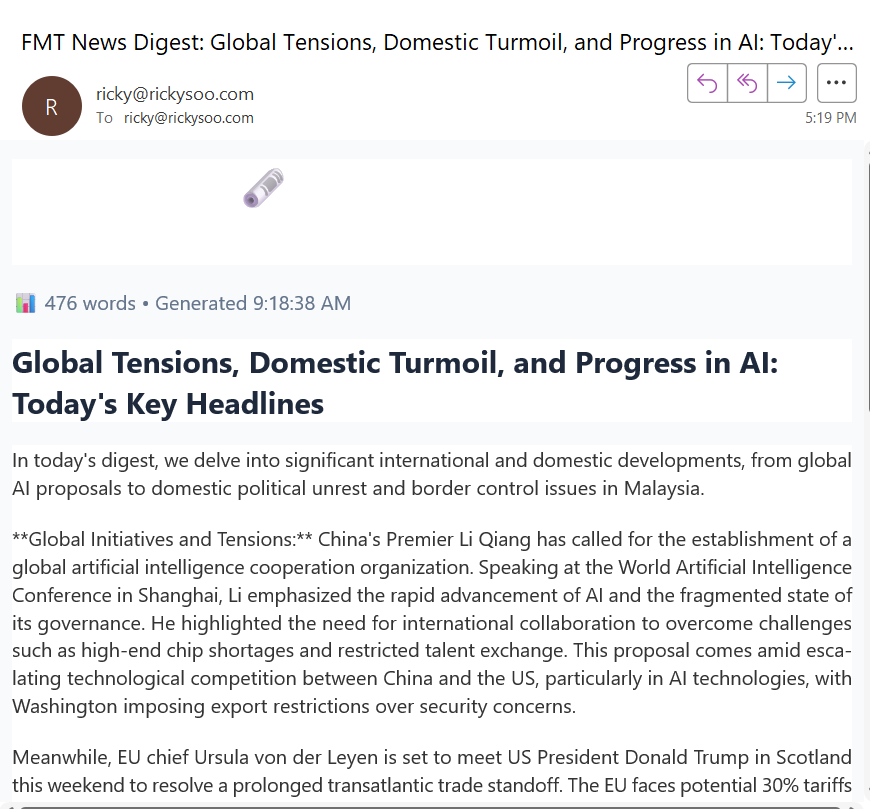 FMT News Digest: Global Tensions, Domestic Turmoil, and Progress in AI: Today'...
R
ricky@rickysoo.com
To ricky@rickysoo.com
5:19 PM
476 words • Generated 9:18:38 AM
Global Tensions, Domestic Turmoil, and Progress in AI:
Today's Key Headlines
In today's digest, we delve into significant international and domestic developments, from global
AI proposals to domestic political unrest and border control issues in Malaysia.
**Global Initiatives and Tensions:** China's Premier Li Qiang has called for the establishment of a
global artificial intelligence cooperation organization. Speaking at the World Artificial Intelligence
Conference in Shanghai, Li emphasized the rapid advancement of AI and the fragmented state of
its governance. He highlighted the need for international collaboration to overcome challenges
such as high-end chip shortages and restricted talent exchange. This proposal comes amid esca-
lating technological competition between China and the US, particularly in AI technologies, with
Washington imposing export restrictions over security concerns.
Meanwhile, EU chief Ursula von der Leyen is set to meet US President Donald Trump in Scotland
this weekend to resolve a prolonged transatlantic trade standoff. The EU faces potential 30% tariffs